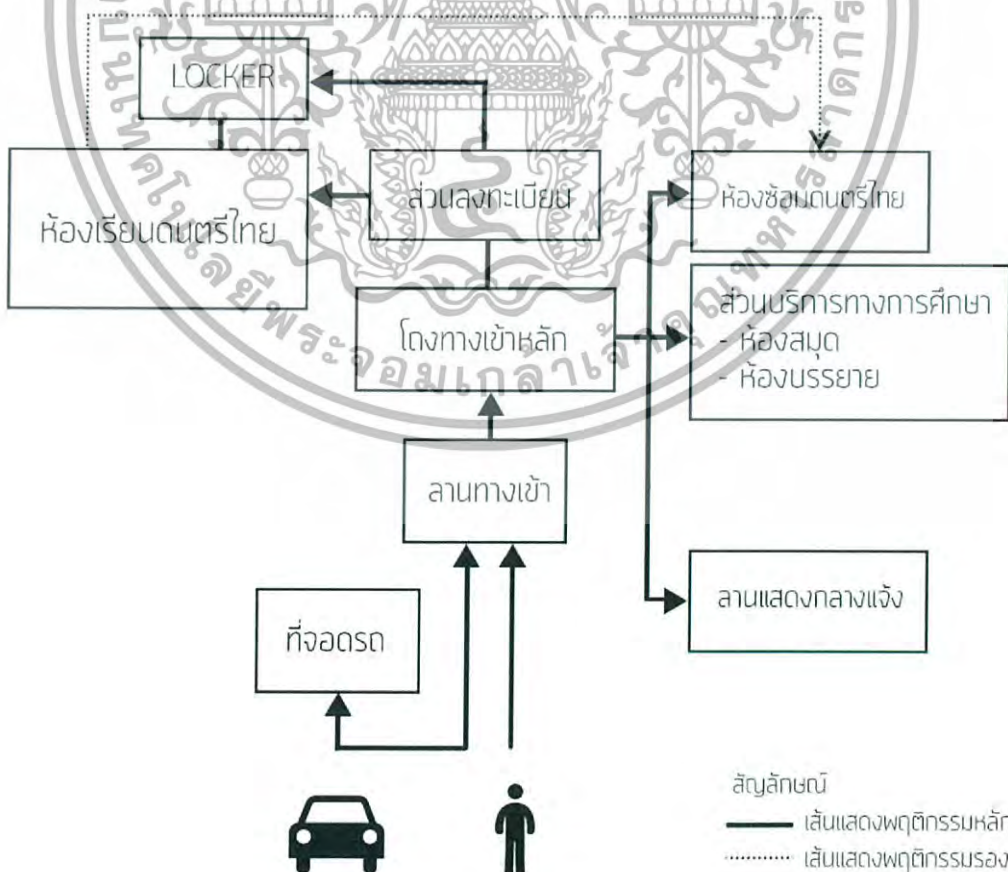 LOCKER
ส่วนลงทะเบียน
ห้องซ้อมดนตรีไทย
ห้องเรียนดนตรีไทย
ส่วนบริการทางการศึกษา
- ห้องสมุด
- ห้องบรรยาย
โถงทางเข้าหลัก
ลานทางเข้า
ลานแสดงกลางแจ้ง
ที่จอดรถ
สัญลักษณ์
เส้นแสดงพฤติกรรมหลัก
เส้นแสดงพฤติกรรมรอง